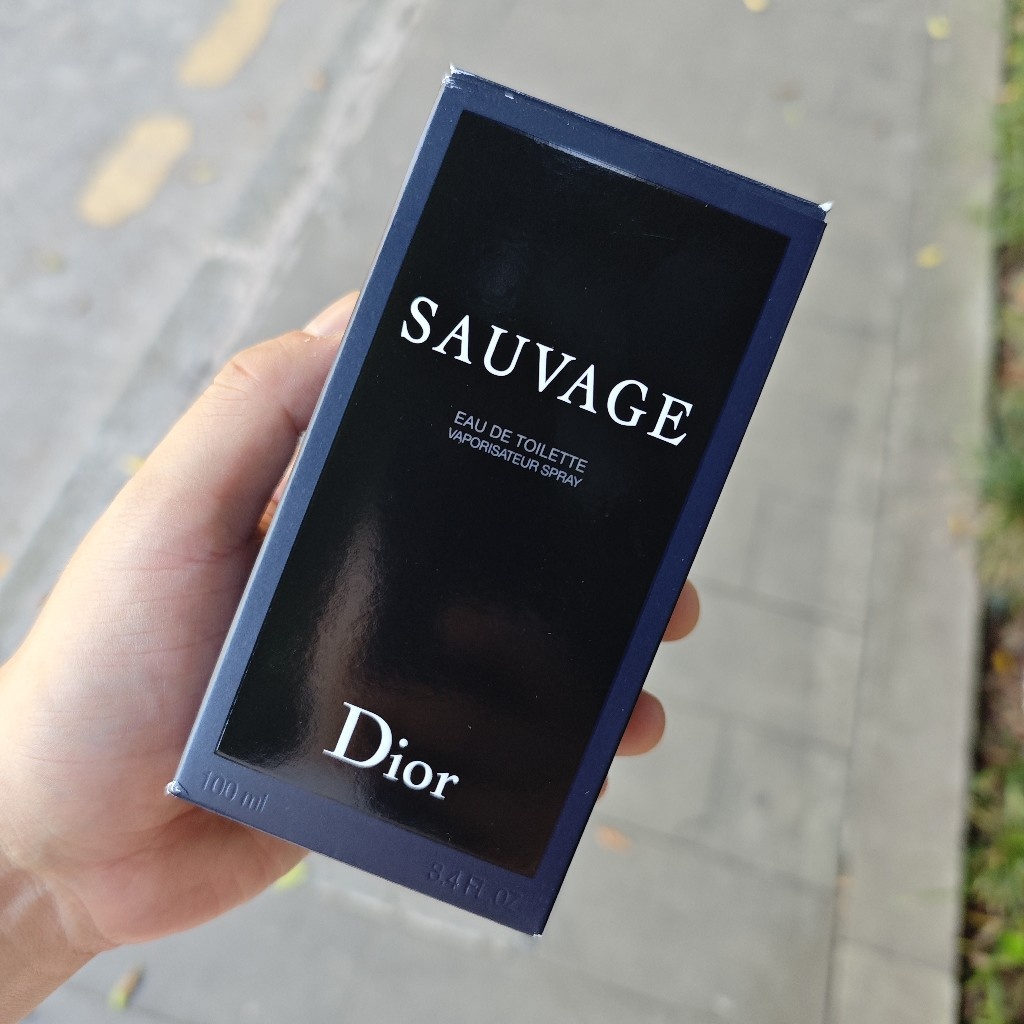 SAUVAGE
EAU DE TOILETTE
VAPORISATEUR SPRAY
Dior
100 ml
3.4 Fl. oz